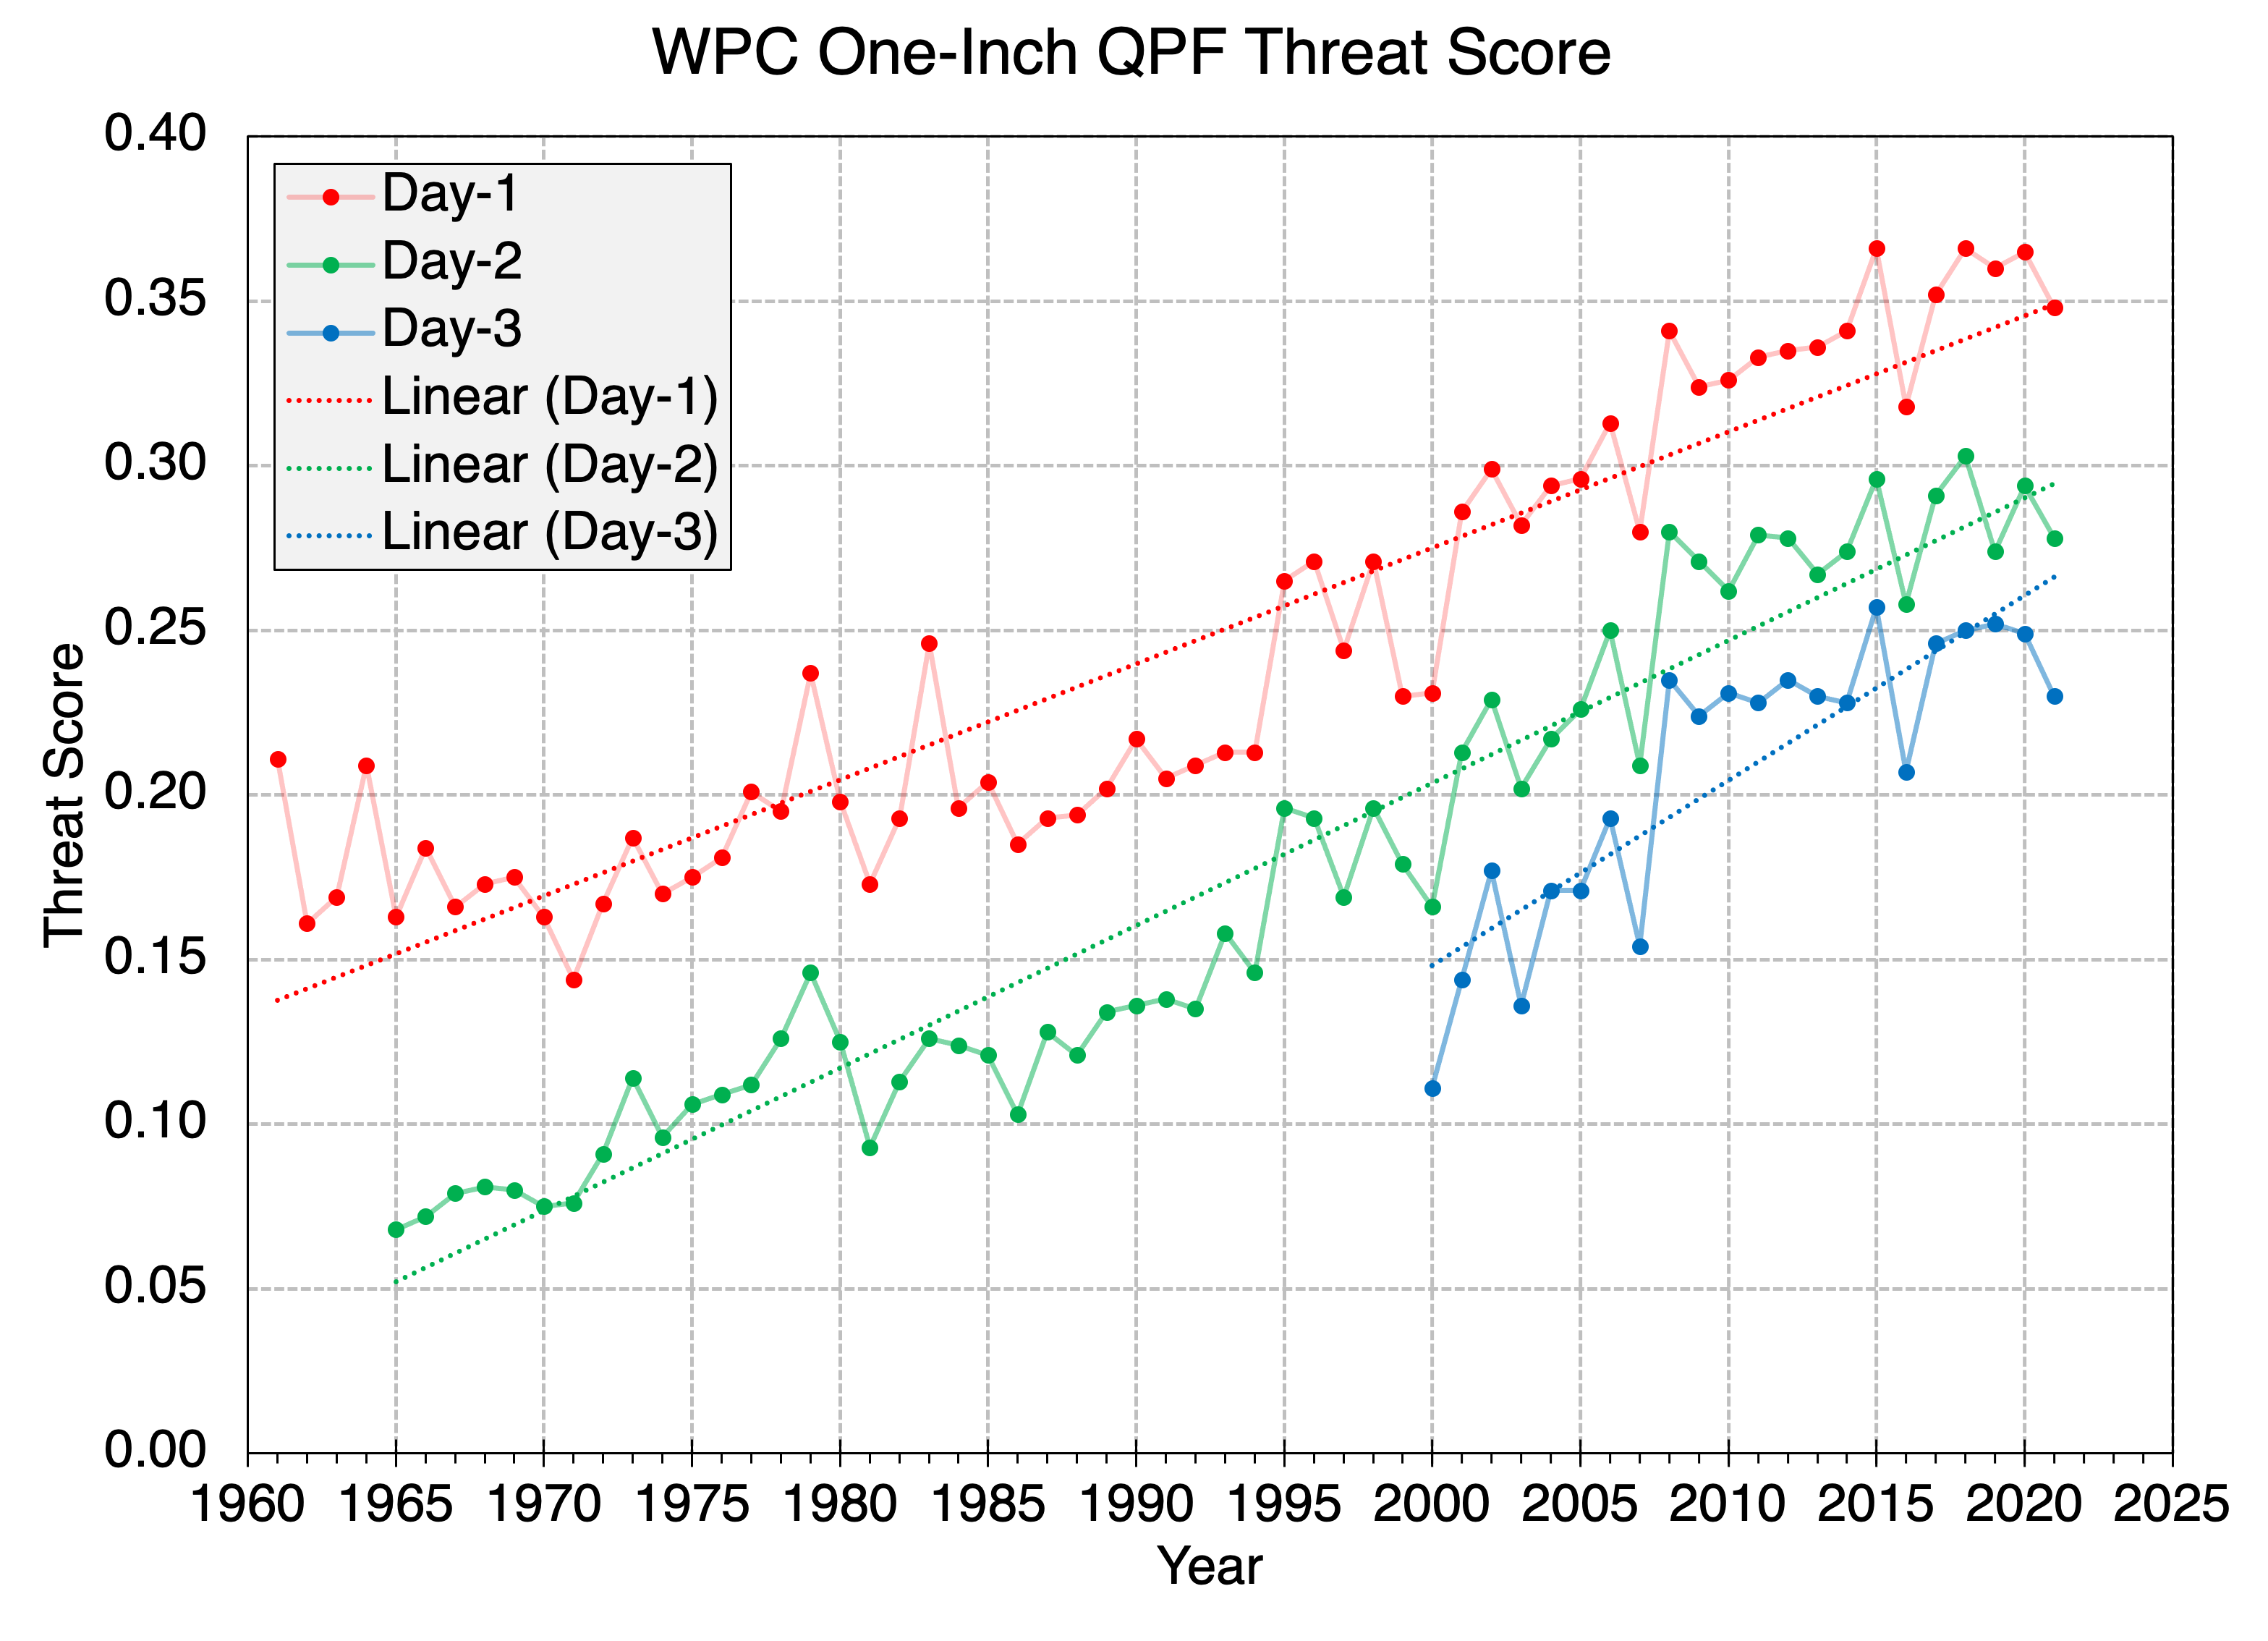 WPC One-Inch QPF Threat Score
0.40
0.35
0.30
0.25
0.20
0.15
0.10
0.05
0.00
Threat Score
Day-1
Day-2
Day-3
Linear (Day-1)
Linear (Day-2)
Linear (Day-3)
1960 1965 1970 1975 1980 1985 1990 1995 2000 2005 2010 2015 2020 2025
Year